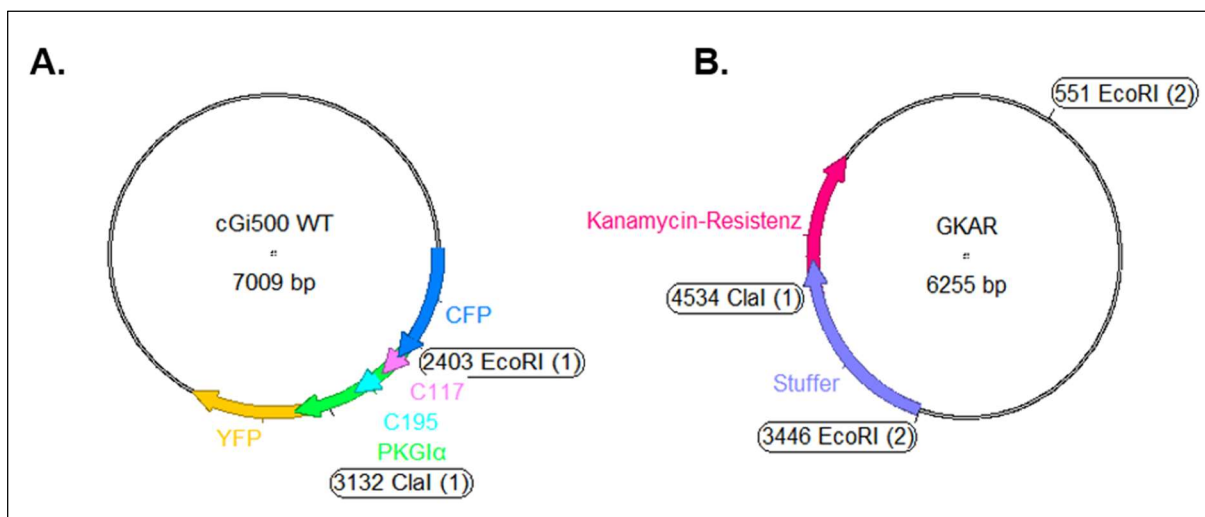 A.
cGi500 WT
7009 bp
CFP
2403 EcoRI (1)
C117
C195
YFP
PKGIα
3132 ClaI (1)
B.
551 EcoRI (2)
Kanamycin-Resistenz
GKAR
6255 bp
4534 ClaI (1)
Stuffer
3446 EcoRI (2)